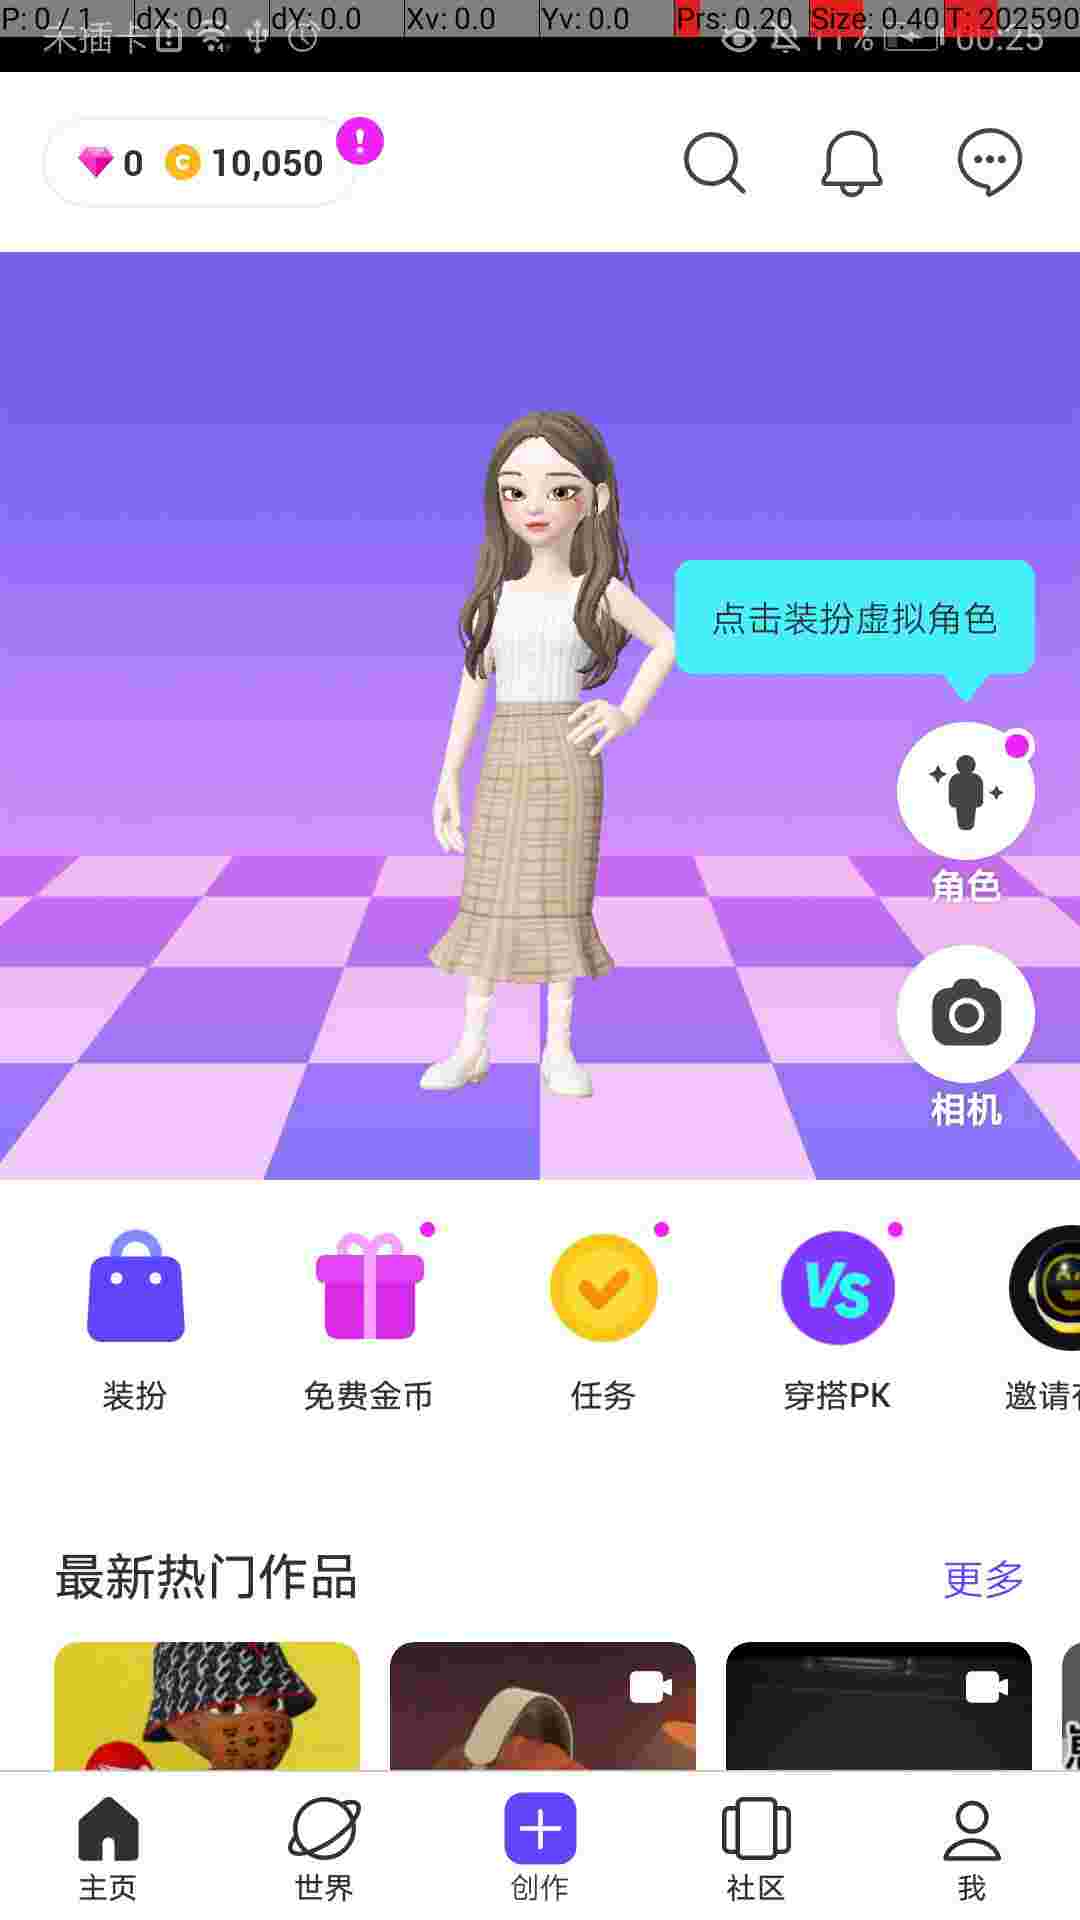 P: 0 / 1 dX: 0.0 dY: 0.0 Xv: 0.0 Yv: 0.0 Prs: 0.20 Size: 0.40 T: 202590
未插卡 11% 00:25
0 10,050
点击装扮虚拟角色
角色
相机
VS
装扮 免费金币 任务 穿搭PK 邀请
最新热门作品 更多
主页 世界 创作 社区 我